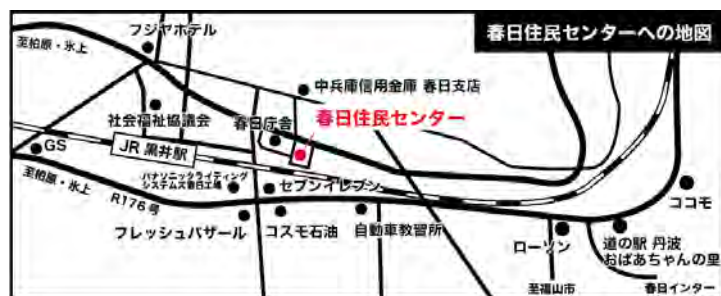 春日住民センターへの地図
フジヤホテル
至柏原・氷上
中兵庫信用金庫 春日支店
社会福祉協議会
春日庁舎
春日住民センター
GS
JR 黒井駅
至柏原・氷上
R176号
パナソニックライティング
システムズ春日工場
セブンイレブン
フレッシュバザール
コスモ石油
自動車教習所
ココモ
ローソン
道の駅 丹波
おばあちゃんの里
至福山市
春日インター